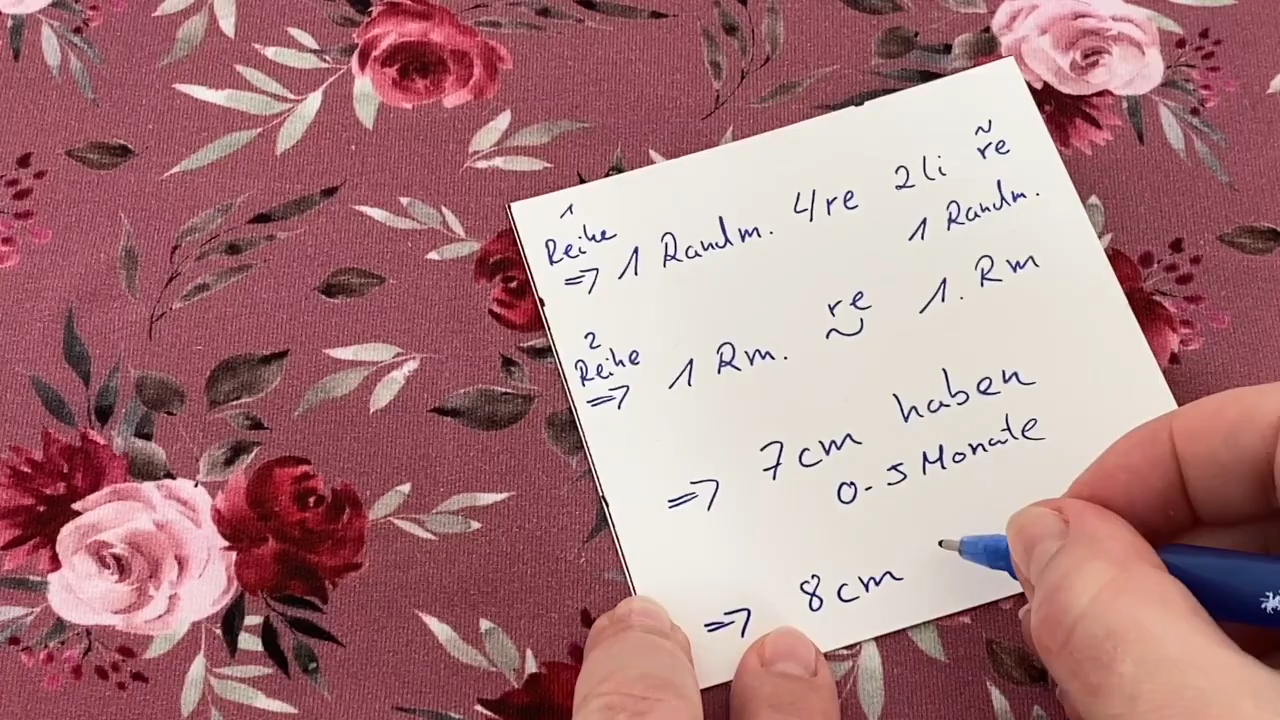 1
Reihe
=> 1 Randm. 4re 2li ~re
1 Randm.
2
Reihe
=> 1 Rm. re~ 1. Rm
=> 7cm haben
0-5 Monate
=> 8cm